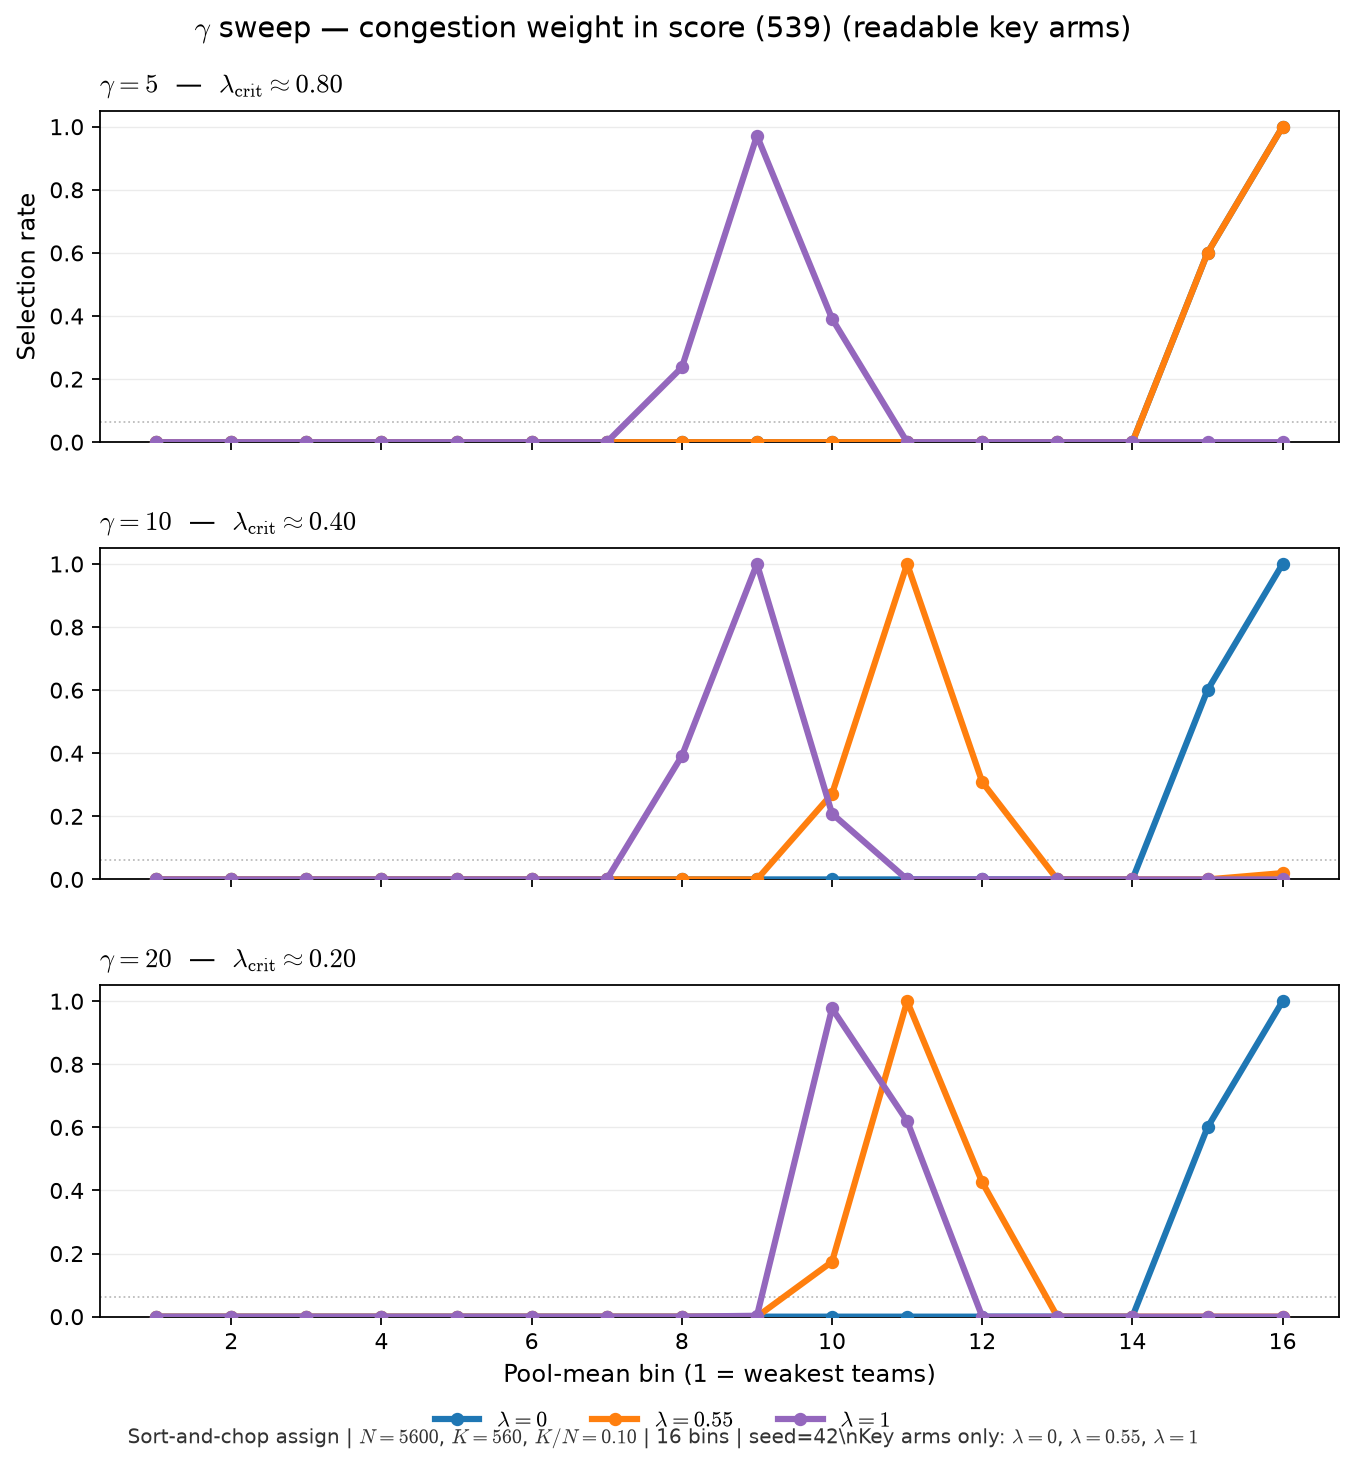 γ sweep — congestion weight in score (539) (readable key arms)
γ = 5 — λcrit ≈ 0.80
1.0
0.8
0.6
0.4
0.2
0.0
Selection rate
γ = 10 — λcrit ≈ 0.40
1.0
0.8
0.6
0.4
0.2
0.0
γ = 20 — λcrit ≈ 0.20
1.0
0.8
0.6
0.4
0.2
0.0
2 4 6 8 10 12 14 16
Pool-mean bin (1 = weakest teams)
λ = 0 λ = 0.55 λ = 1
Sort-and-chop assign | N = 5600, K = 560, K/N = 0.10 | 16 bins | seed=42\nKey arms only: λ = 0, λ = 0.55, λ = 1